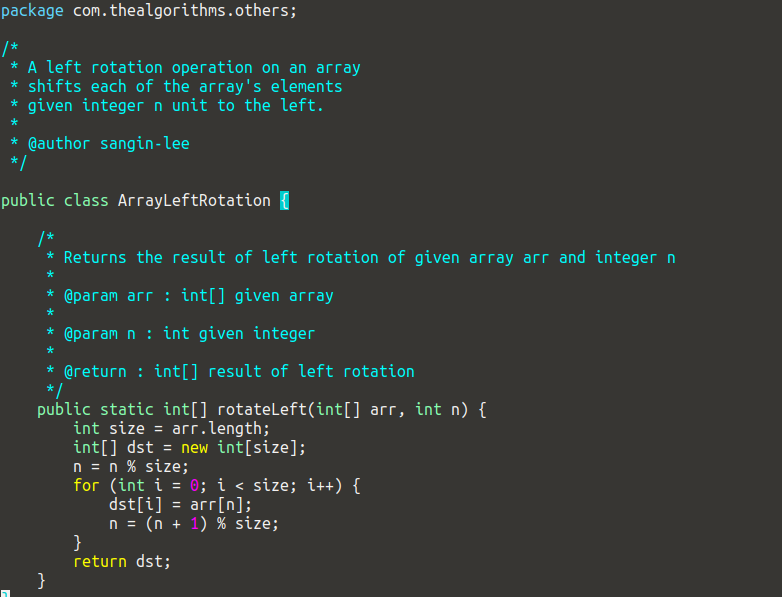 package com.thealgorithms.others;
/*
 * A left rotation operation on an array
 * shifts each of the array's elements
 * given integer n unit to the left.
 *
 * @author sangin-lee
 */
public class ArrayLeftRotation {
    /*
     * Returns the result of left rotation of given array arr and integer n
     *
     * @param arr : int[] given array
     *
     * @param n : int given integer
     *
     * @return : int[] result of left rotation
     */
    public static int[] rotateLeft(int[] arr, int n) {
        int size = arr.length;
        int[] dst = new int[size];
        n = n % size;
        for (int i = 0; i < size; i++) {
            dst[i] = arr[n];
            n = (n + 1) % size;
        }
        return dst;
    }
}